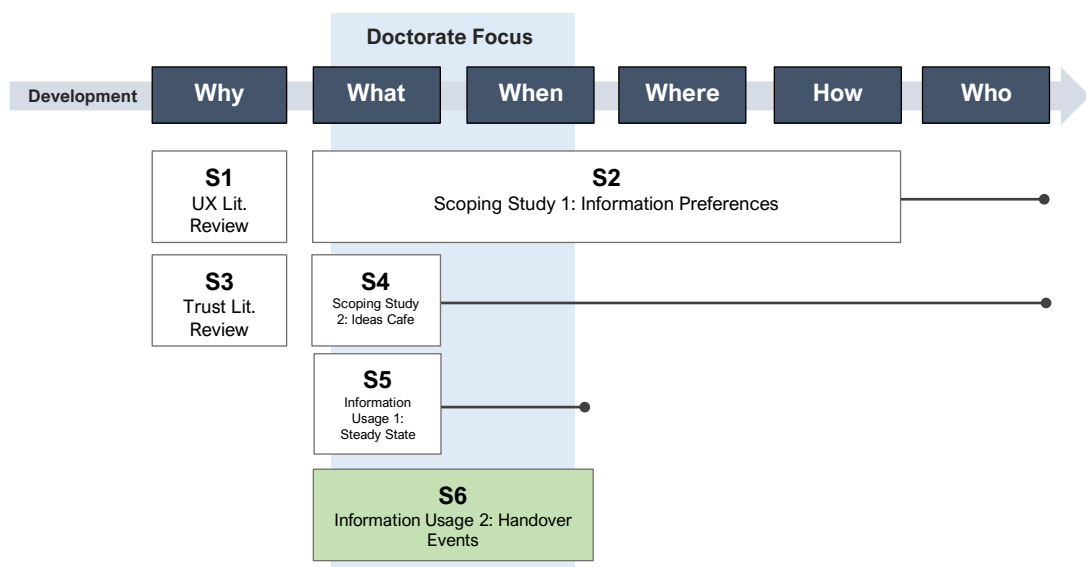 Doctorate Focus
Development
Why
What
When
Where
How
Who
S1
UX Lit.
Review
S2
Scoping Study 1: Information Preferences
S3
Trust Lit.
Review
S4
Scoping Study
2: Ideas Cafe
S5
Information
Usage 1:
Steady State
S6
Information Usage 2: Handover
Events